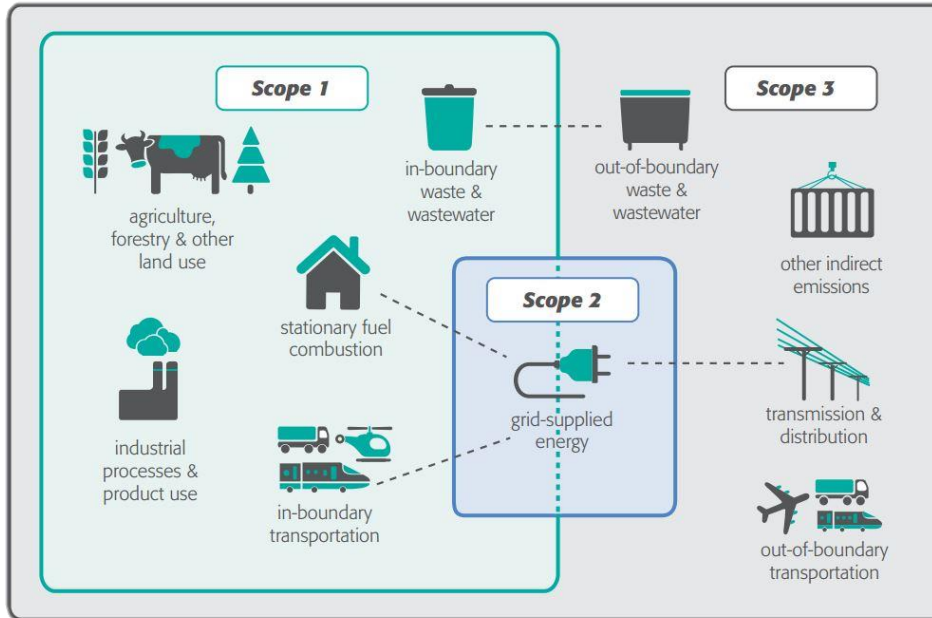 Scope 1
Scope 3
in-boundary
waste &
wastewater
out-of-boundary
waste &
wastewater
agriculture,
forestry & other
land use
other indirect
emissions
Scope 2
stationary fuel
combustion
grid-supplied
energy
transmission &
distribution
industrial
processes &
product use
in-boundary
transportation
out-of-boundary
transportation